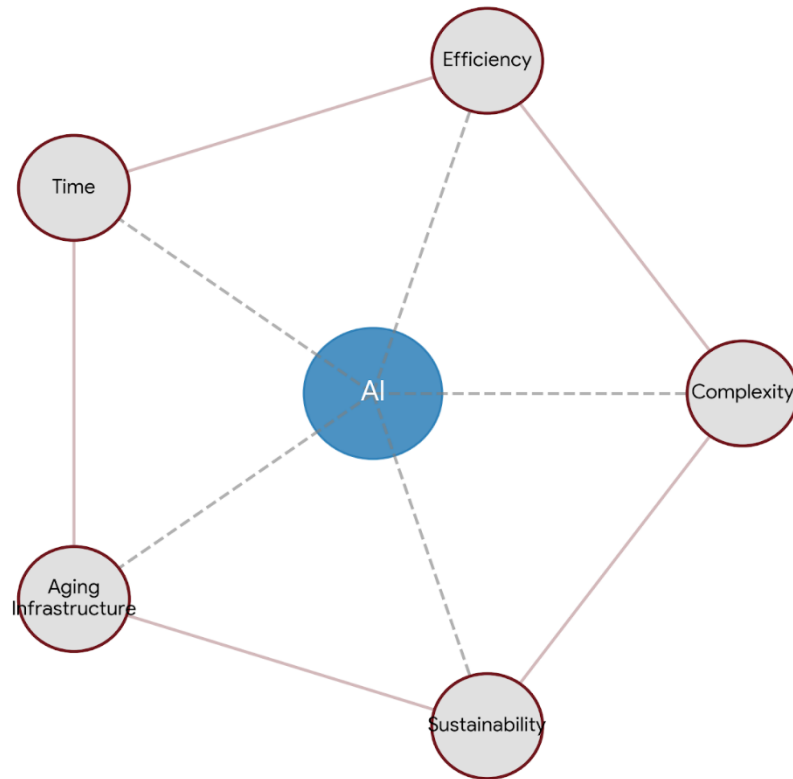 Efficiency
Time
AI
Complexity
Aging
Infrastructure
Sustainability